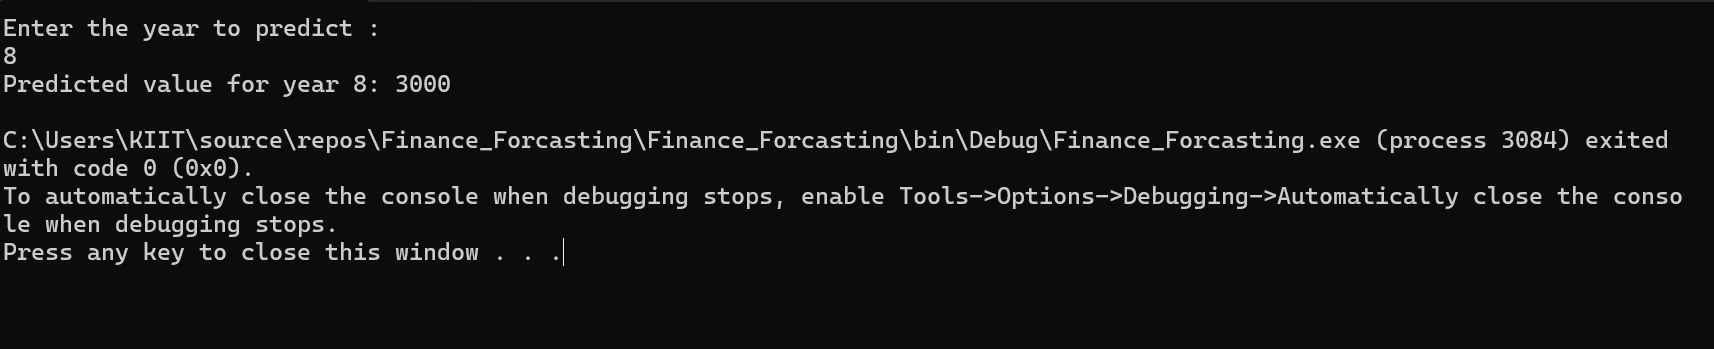 Enter the year to predict :
8
Predicted value for year 8: 3000
C:\Users\KIIT\source\repos\Finance_Forcasting\Finance_Forcasting\bin\Debug\Finance_Forcasting.exe (process 3084) exited
with code 0 (0x0).
To automatically close the console when debugging stops, enable Tools->Options->Debugging->Automatically close the conso
le when debugging stops.
Press any key to close this window . . .